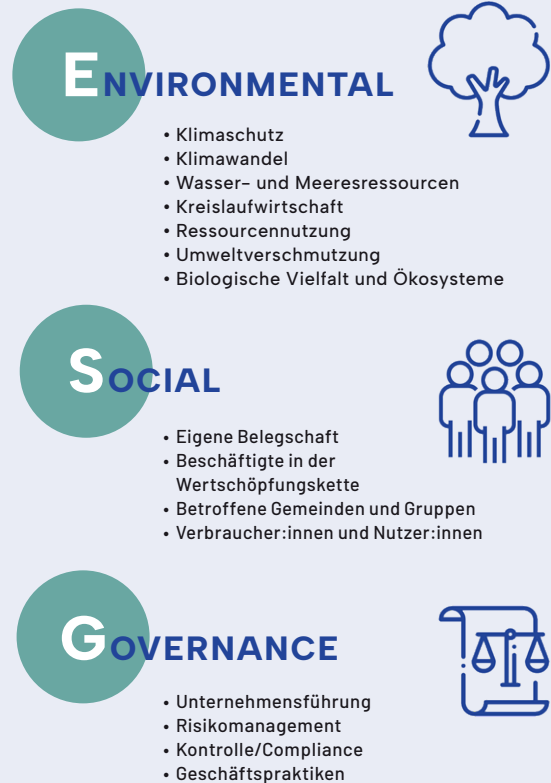 ENVIRONMENTAL
• Klimaschutz
• Klimawandel
• Wasser- und Meeresressourcen
• Kreislaufwirtschaft
• Ressourcennutzung
• Umweltverschmutzung
• Biologische Vielfalt und Ökosysteme
SOCIAL
• Eigene Belegschaft
• Beschäftigte in der
Wertschöpfungskette
• Betroffene Gemeinden und Gruppen
• Verbraucher:innen und Nutzer:innen
GOVERNANCE
• Unternehmensführung
• Risikomanagement
• Kontrolle/Compliance
• Geschäftspraktiken